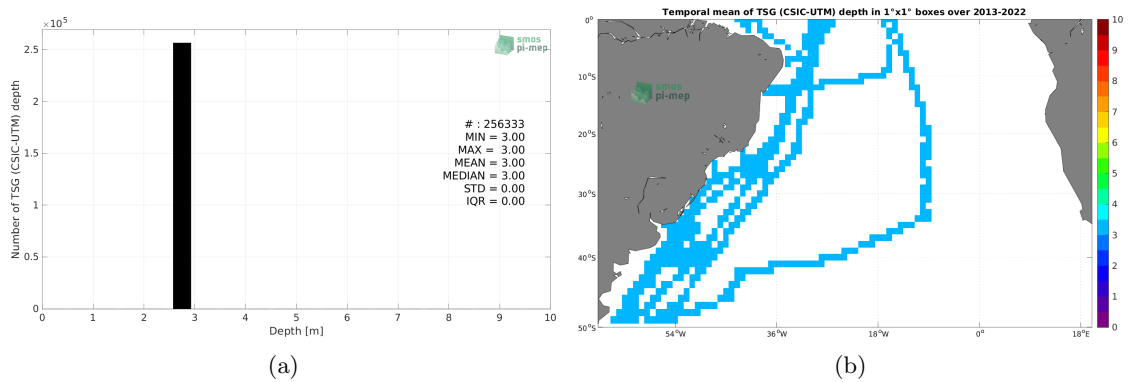 ×10^5
Number of TSG (CSIC-UTM) depth
2.5
2
1.5
1
0.5
0
0 1 2 3 4 5 6 7 8 9 10
Depth [m]
smos
pi-mep
# : 256333
MIN = 3.00
MAX = 3.00
MEAN = 3.00
MEDIAN = 3.00
STD = 0.00
IQR = 0.00
(a)
Temporal mean of TSG (CSIC-UTM) depth in 1°x1° boxes over 2013-2022
0°
10°S
20°S
30°S
40°S
50°S
54°W 36°W 18°W 0° 18°E
smos
pi-mep
10
9
8
7
6
5
4
3
2
1
0
(b)